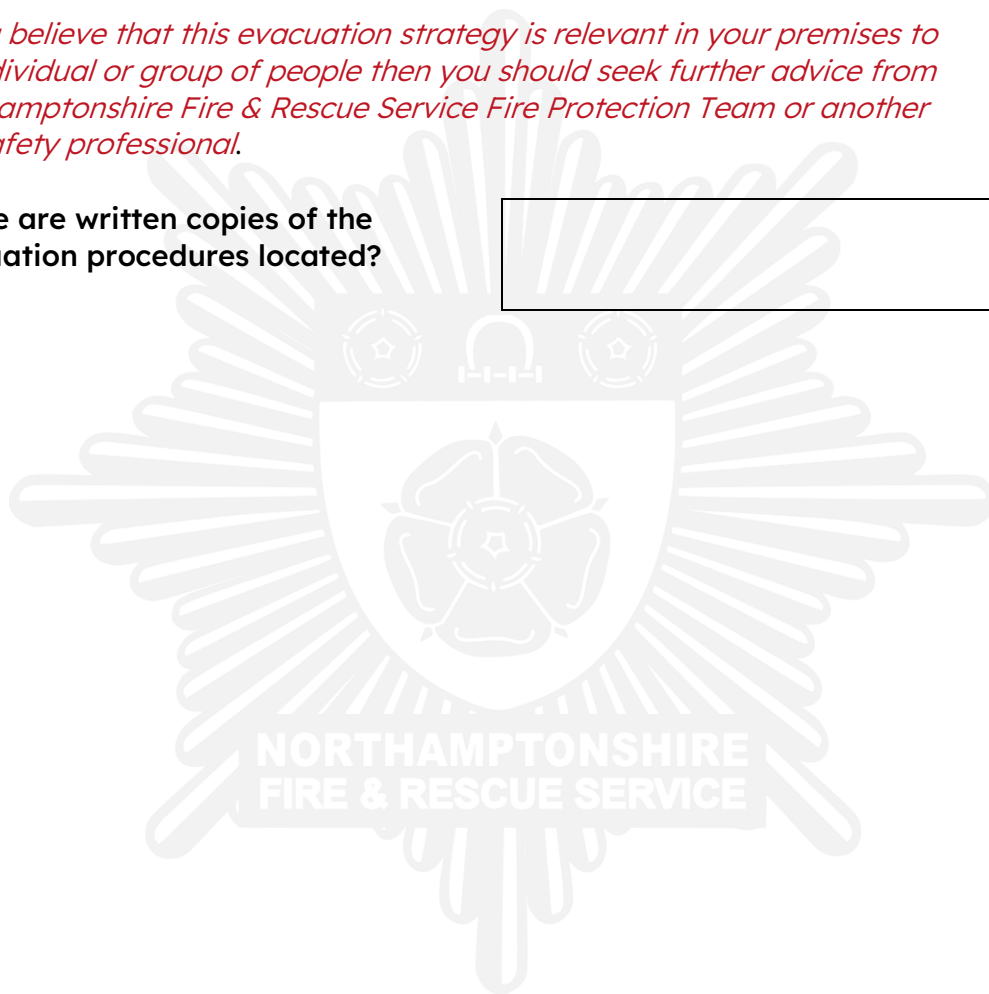 believe that this evacuation strategy is relevant in your premises to
dividual or group of people then you should seek further advice from
amptonshire Fire & Rescue Service Fire Protection Team or another
afety professional.
e are written copies of the
uation procedures located?
NORTHAMPTONSHIRE
FIRE & RESCUE SERVICE